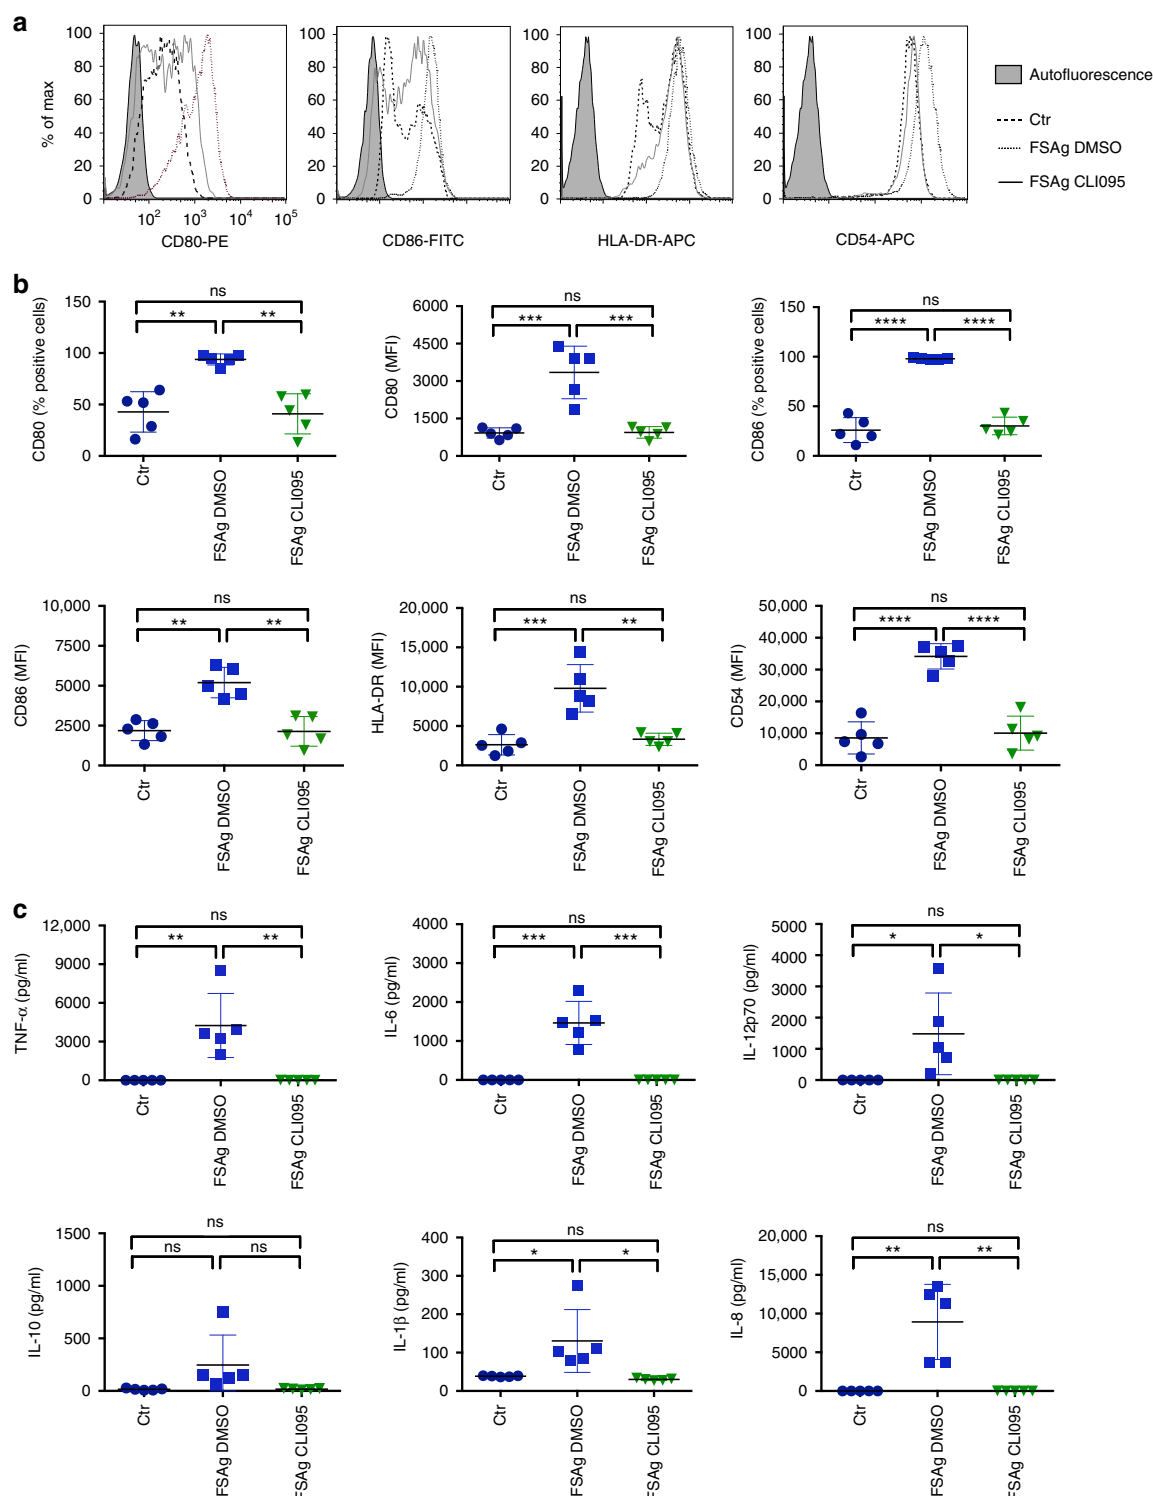 a
% of max
100
80
60
40
20
0
10² 10³ 10⁴ 10⁵
CD80-PE
100
80
60
40
20
0
CD86-FITC
100
80
60
40
20
0
HLA-DR-APC
100
80
60
40
20
0
CD54-APC
Autofluorescence
Ctr
FSAg DMSO
FSAg CLI095
b
CD80 (% positive cells)
150
100
50
0
ns
** **
Ctr
FSAg DMSO
FSAg CLI095
CD80 (MFI)
6000
4500
3000
1500
0
ns
*** ***
Ctr
FSAg DMSO
FSAg CLI095
CD86 (% positive cells)
150
100
50
0
ns
**** ****
Ctr
FSAg DMSO
FSAg CLI095
CD86 (MFI)
10,000
7500
5000
2500
0
ns
** **
Ctr
FSAg DMSO
FSAg CLI095
HLA-DR (MFI)
20,000
15,000
10,000
5000
0
ns
*** **
Ctr
FSAg DMSO
FSAg CLI095
CD54 (MFI)
50,000
40,000
30,000
20,000
10,000
0
ns
**** ****
Ctr
FSAg DMSO
FSAg CLI095
c
TNF-α (pg/ml)
12,000
9000
6000
3000
0
ns
** **
Ctr
FSAg DMSO
FSAg CLI095
IL-6 (pg/ml)
4000
3000
2000
1000
0
ns
*** ***
Ctr
FSAg DMSO
FSAg CLI095
IL-12p70 (pg/ml)
5000
4000
3000
2000
1000
0
ns
* *
Ctr
FSAg DMSO
FSAg CLI095
IL-10 (pg/ml)
1500
1000
500
0
ns
ns ns
Ctr
FSAg DMSO
FSAg CLI095
IL-1β (pg/ml)
400
300
200
100
0
ns
* *
Ctr
FSAg DMSO
FSAg CLI095
IL-8 (pg/ml)
20,000
15,000
10,000
5000
0
ns
** **
Ctr
FSAg DMSO
FSAg CLI095